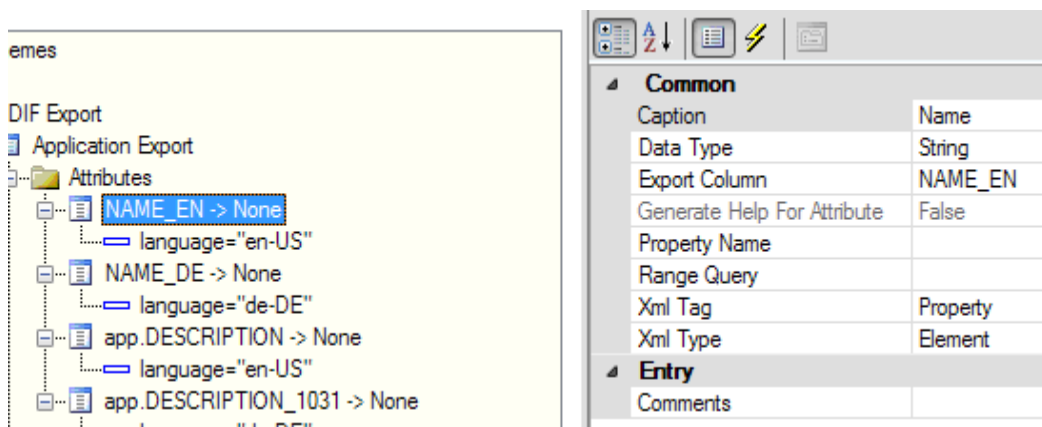 emes
DIF Export
Application Export
Attributes
NAME_EN -> None
language="en-US"
NAME_DE -> None
language="de-DE"
app.DESCRIPTION -> None
language="en-US"
app.DESCRIPTION_1031 -> None
Common
Caption Name
Data Type String
Export Column NAME_EN
Generate Help For Attribute False
Property Name
Range Query
Xml Tag Property
Xml Type Element
Entry
Comments